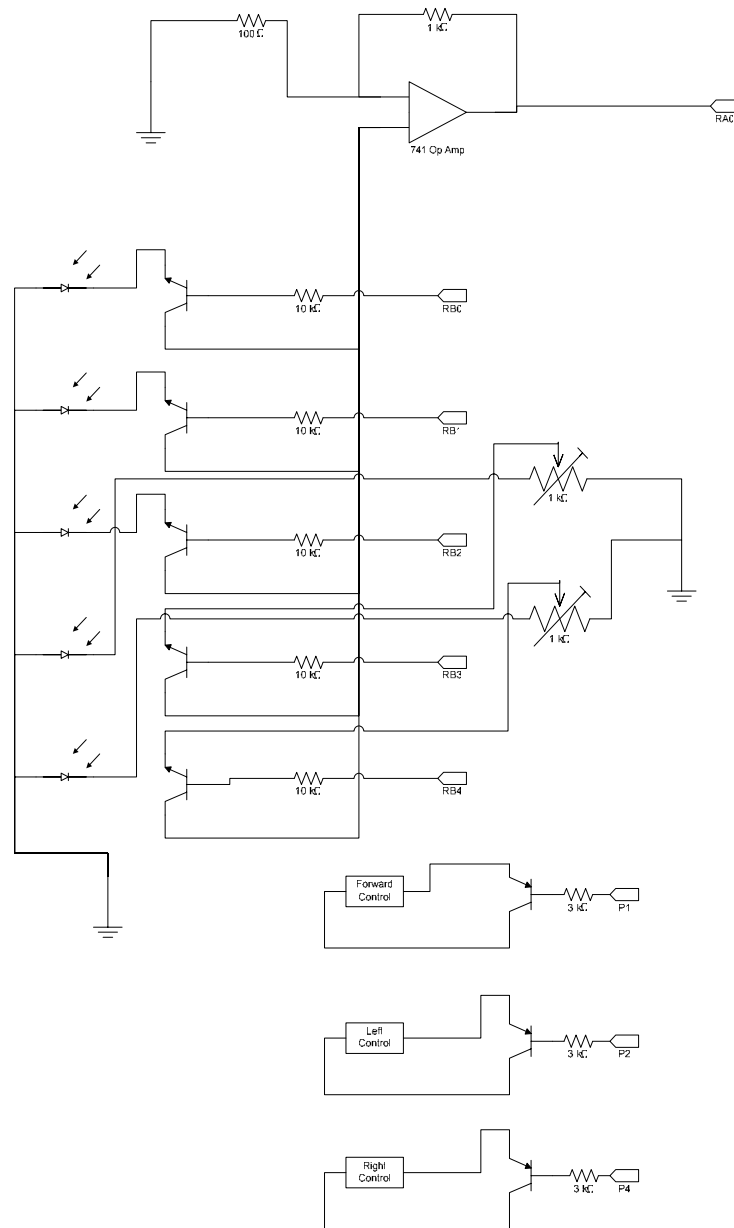 100 Ω
1 kΩ
RA0
741 Op Amp
10 kΩ
RB0
10 kΩ
RB1
1 kΩ
10 kΩ
RB2
1 kΩ
10 kΩ
RB3
10 kΩ
RB4
Forward
Control
3 kΩ
P1
Left
Control
3 kΩ
P2
Right
Control
3 kΩ
P4